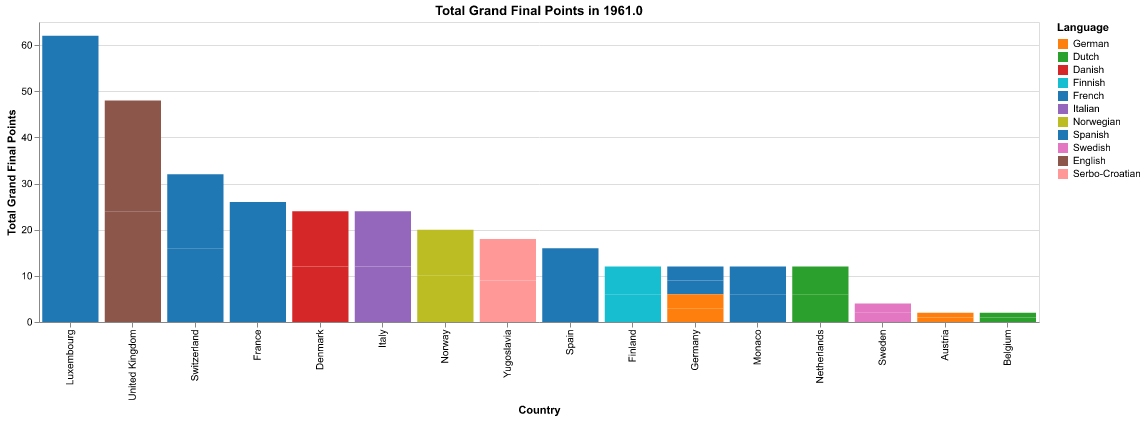 Total Grand Final Points in 1961.0
Total Grand Final Points
60
50
40
30
20
10
0
Luxembourg
United Kingdom
Switzerland
France
Denmark
Italy
Norway
Yugoslavia
Spain
Finland
Germany
Monaco
Netherlands
Sweden
Austria
Belgium
Country
Language
German
Dutch
Danish
Finnish
French
Italian
Norwegian
Spanish
Swedish
English
Serbo-Croatian